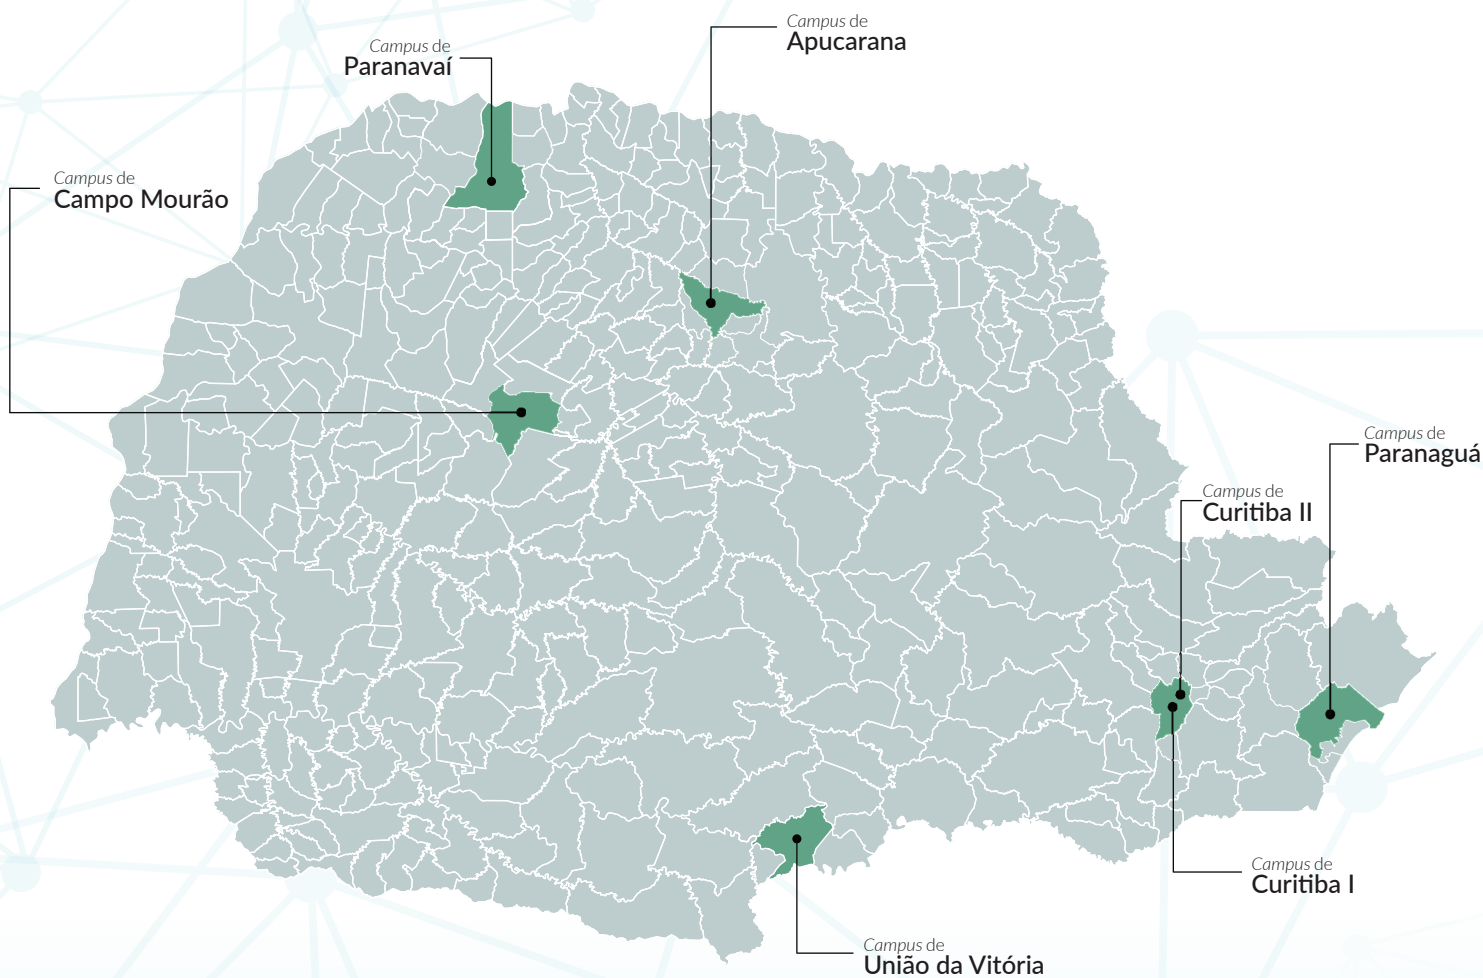 Campus de
Apucarana
Campus de
Paranavaí
Campus de
Campo Mourão
Campus de
Paranaguá
Campus de
Curitiba II
Campus de
Curitiba I
Campus de
União da Vitória